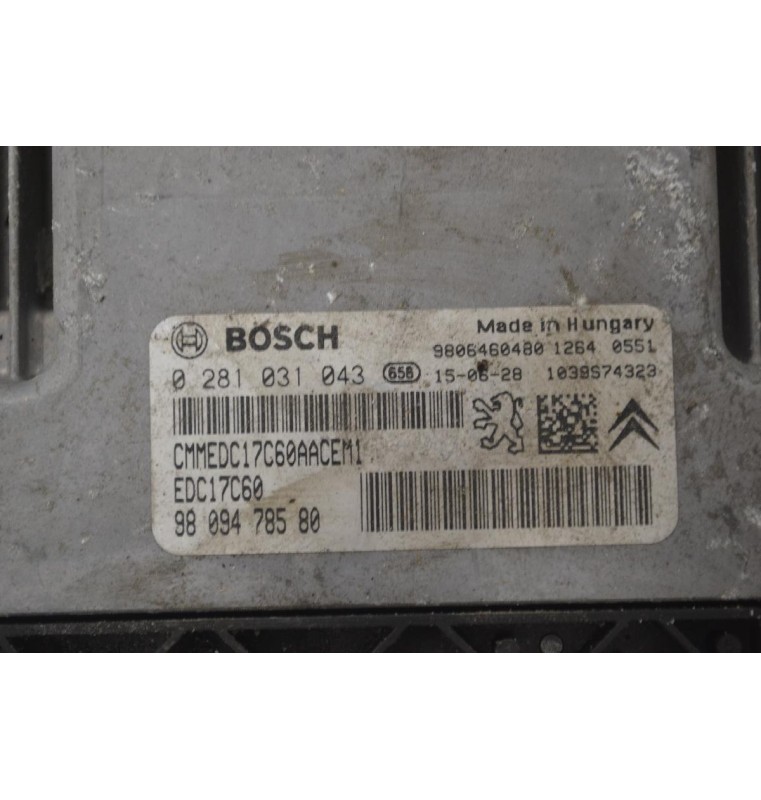 BOSCH
Made in Hungary
9806460480 1264 0551
0 281 031 043 656 15-06-28 1039S74323
CMMEDC17C60AACEM1
EDC17C60
98 094 785 80